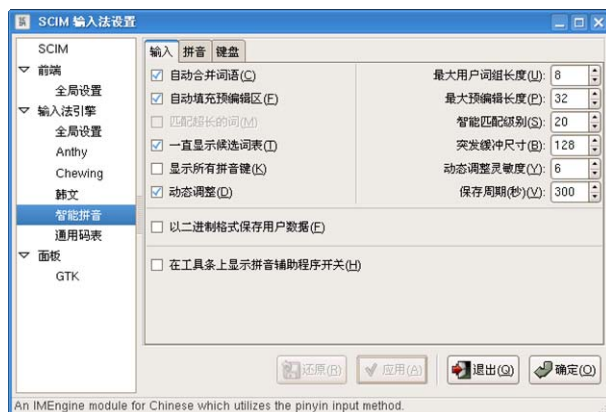 SCIM 输入法设置
SCIM
前端
全局设置
输入法引擎
全局设置
Anthy
Chewing
韩文
智能拼音
通用码表
面板
GTK
输入 拼音 键盘
自动合并词语(C) 最大用户词组长度(U): 8
自动填充预编辑区(F) 最大预编辑长度(P): 32
匹配超长的词(M) 智能匹配级别(S): 20
一直显示候选词表(T) 突发缓冲尺寸(B): 128
显示所有拼音键(K) 动态调整灵敏度(Y): 6
动态调整(D) 保存周期(秒)(V): 300
以二进制格式保存用户数据(F)
在工具条上显示拼音辅助程序开关(H)
还原(R) 应用(A) 退出(Q) 确定(O)
An IMEngine module for Chinese which utilizes the pinyin input method.